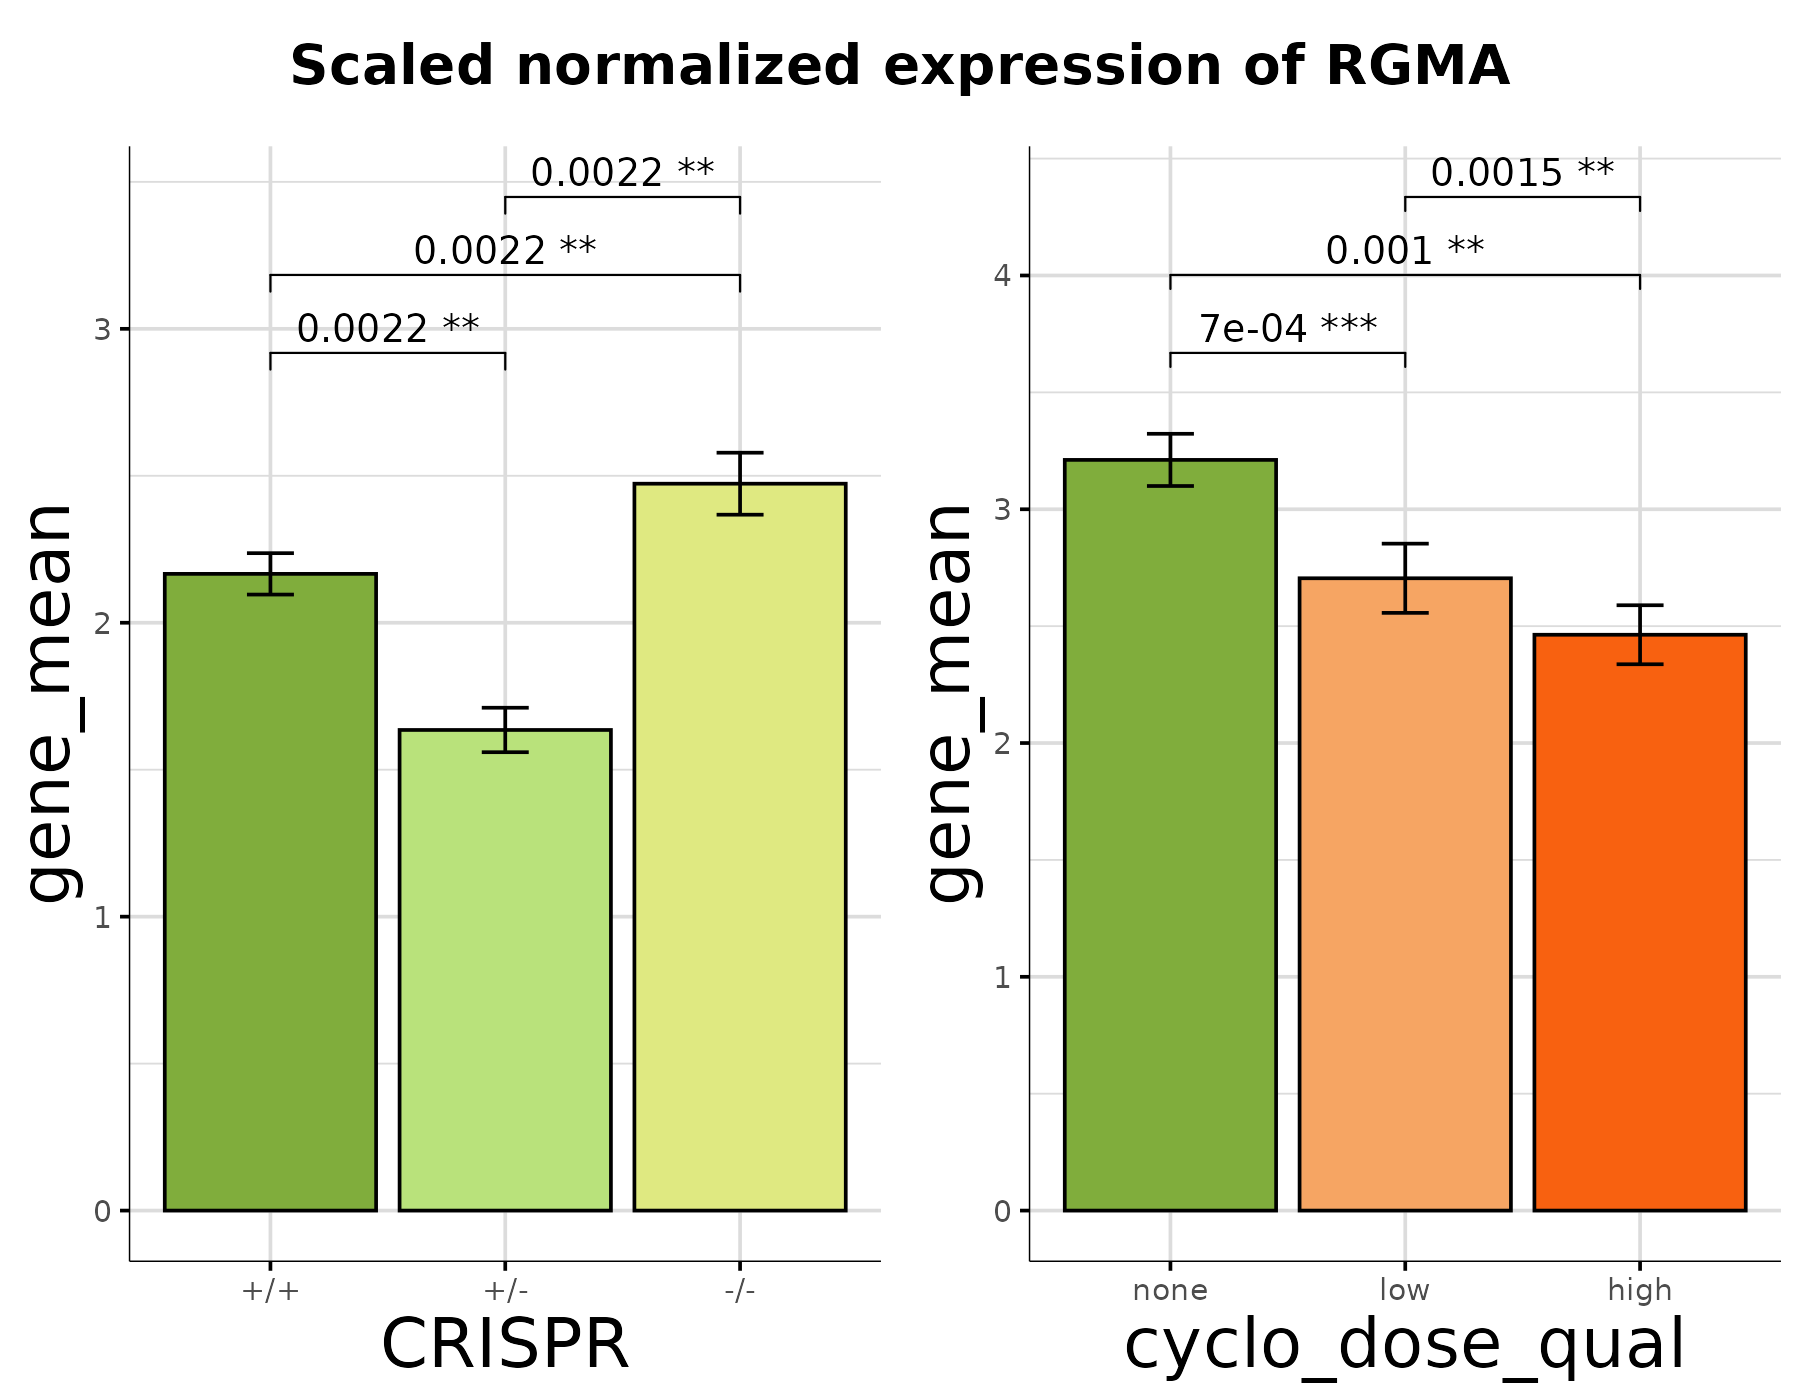 Scaled normalized expression of RGMA
gene_mean
3
2
1
0
0.0022 **
0.0022 **
0.0022 **
+/+ +/- -/-
CRISPR
gene_mean
4
3
2
1
0
0.0015 **
0.001 **
7e-04 ***
none low high
cyclo_dose_qual